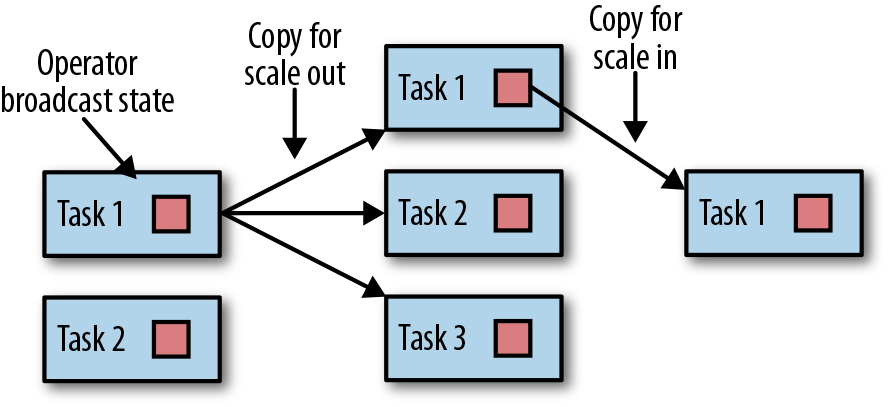 Operator
broadcast state
Copy for
scale out
Copy for
scale in
Task 1
Task 2
Task 1
Task 2
Task 3
Task 1